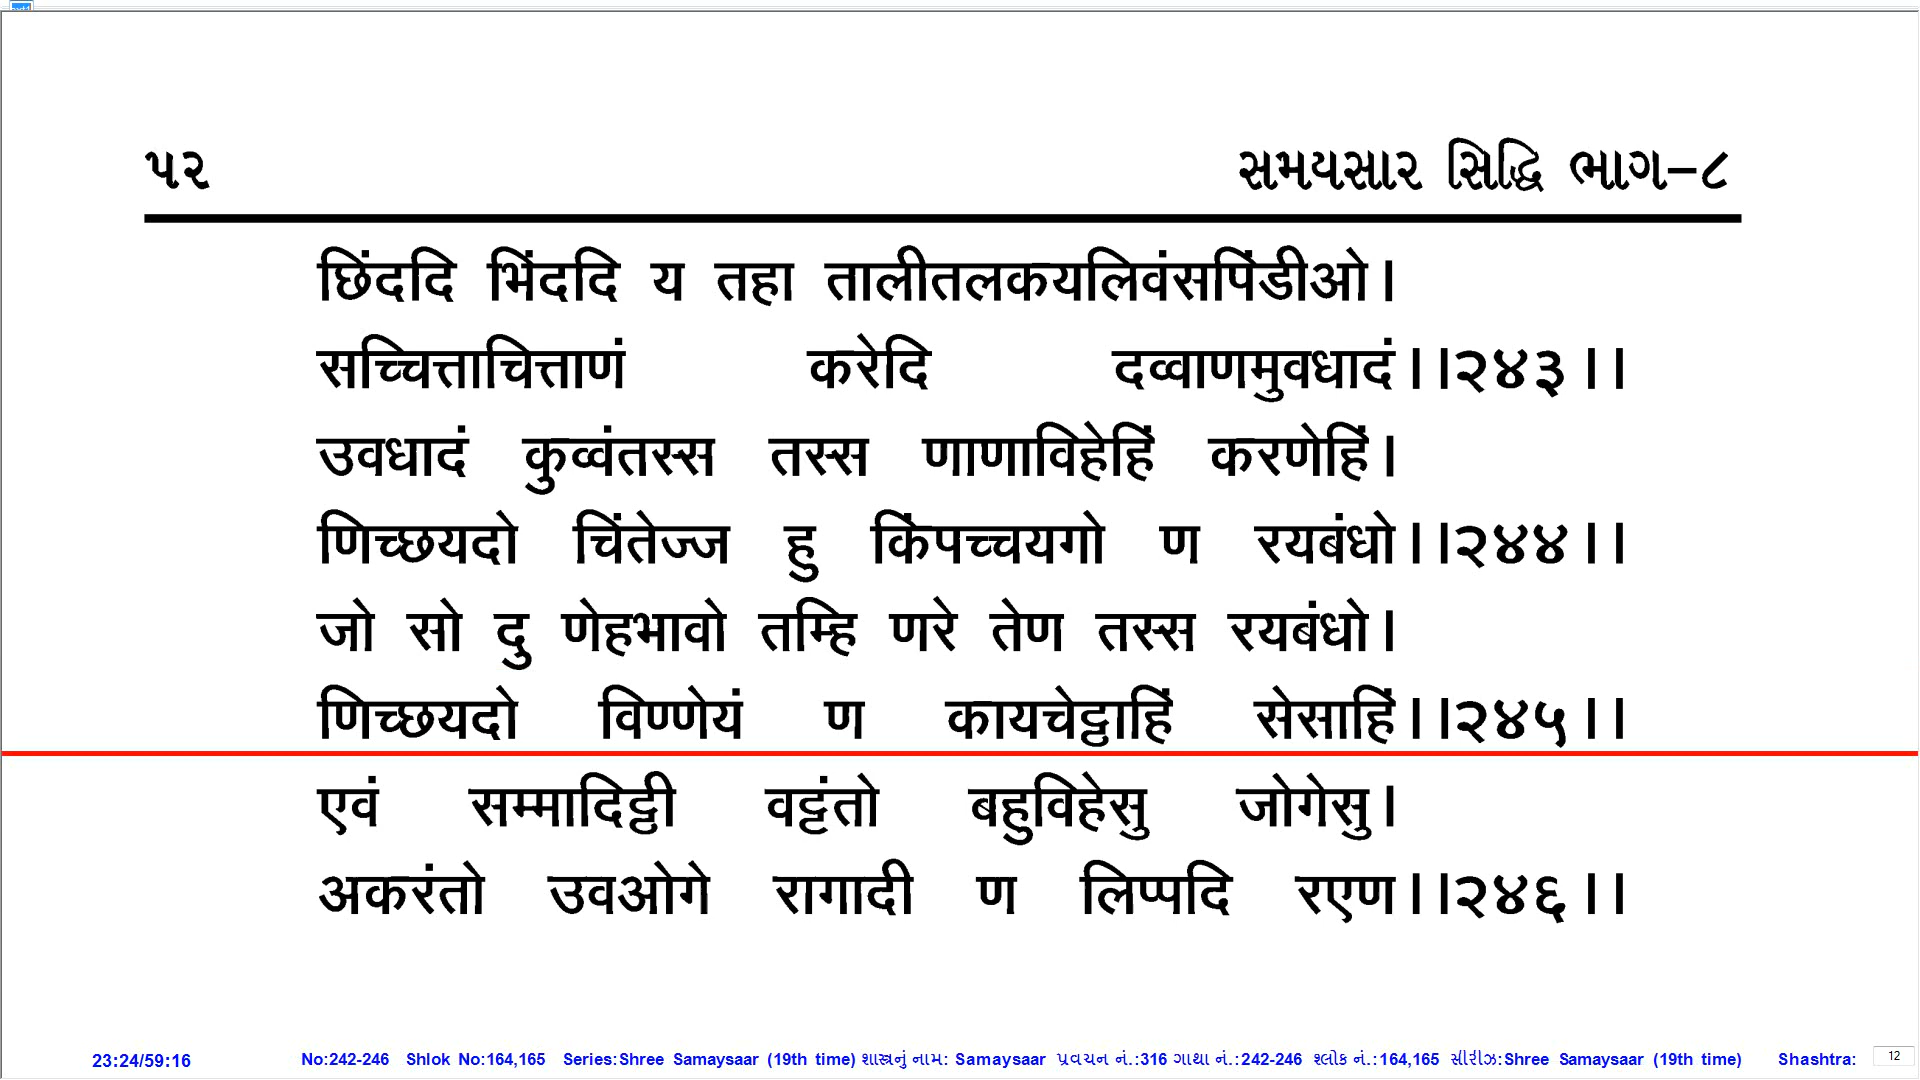 ૫૨ સમયસાર સિદ્ધિ ભાગ–૮
छिंददि भिंददि य तहा तालीतलकयलिवंसपिंडीओ।
सच्चित्ताचित्ताणं करेदि दव्वाणमुवधादं।।२४३।।
उवधादं कुव्वंतस्स तस्स णाणाविहेहिं करणेहिं।
णिच्छयदो चिंतेज्ज हु किंपच्चयगो ण रयबंधो।।२४४।।
जो सो दु णेहभावो तम्हि णरे तेण तस्स रयबंधो।
णिच्छयदो विण्णेयं ण कायचेट्ठाहिं सेसाहिं।।२४५।।
एवं सम्मादिट्ठी वट्टंतो बहुविहेसु जोगेसु।
अकरंतो उवओगे रागादी ण लिप्पदि रएण।।२४६।।
23:24/59:16 No:242-246 Shlok No:164,165 Series:Shree Samaysaar (19th time) શાસ્ત્રનું નામ: Samaysaar પ્રવચન નં.:316 ગાથા નં.:242-246 શ્લોક નં.:164,165 સીરીઝ:Shree Samaysaar (19th time) Shashtra: 12